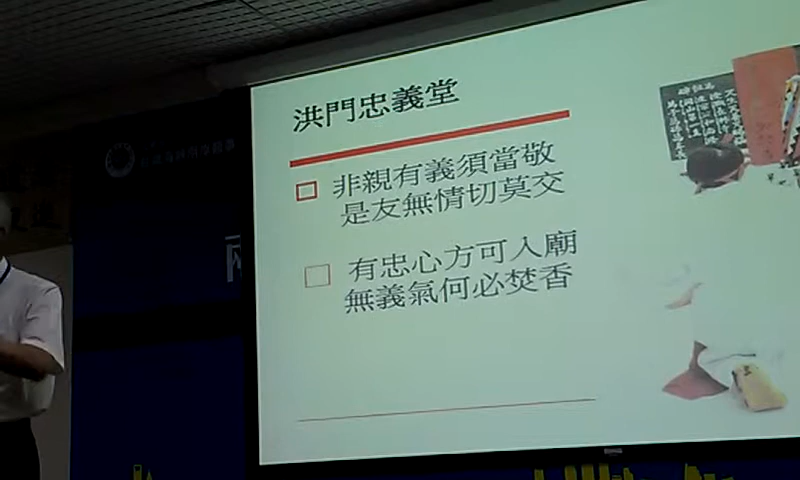 洪門忠義堂
非親有義須當敬
是友無情切莫交
有忠心方可入廟
無義氣何必焚香